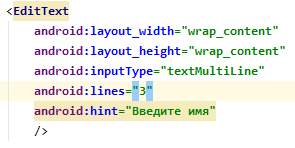 <EditText
android:layout_width="wrap_content"
android:layout_height="wrap_content"
android:inputType="textMultiLine"
android:lines="3"
android:hint="Введите имя"
/>